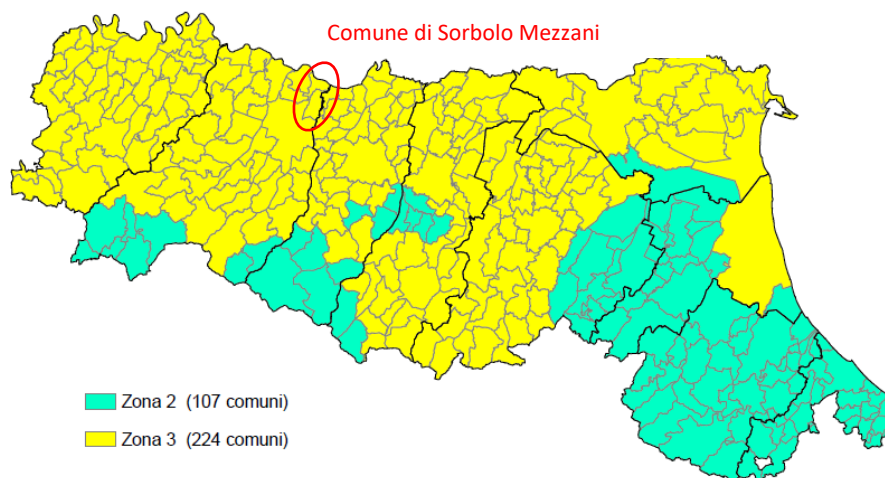 Comune di Sorbolo Mezzani
Zona 2 (107 comuni)
Zona 3 (224 comuni)